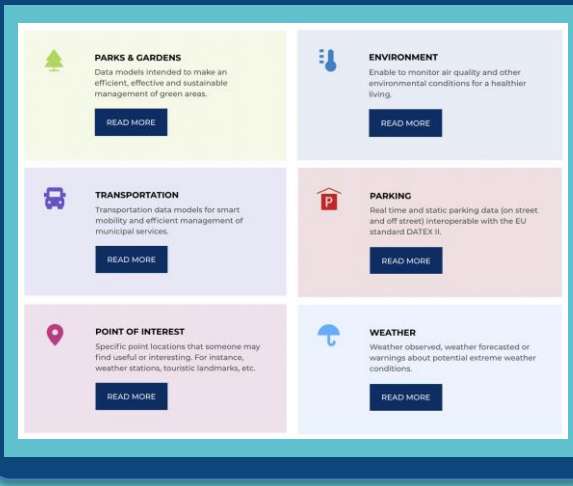 PARKS & GARDENS
Data models intended to make an
efficient, effective and sustainable
management of green areas.
READ MORE
ENVIRONMENT
Enable to monitor air quality and other
environmental conditions for a healthier
living.
READ MORE
TRANSPORTATION
Transportation data models for smart
mobility and efficient management of
municipal services.
READ MORE
P
PARKING
Real time and static parking data (on street
and off street) interoperable with the EU
standard DATEX II.
READ MORE
POINT OF INTEREST
Specific point locations that someone may
find useful or interesting. For instance,
weather stations, touristic landmarks, etc.
READ MORE
WEATHER
Weather observed, weather forecasted or
warnings about potential extreme weather
conditions.
READ MORE